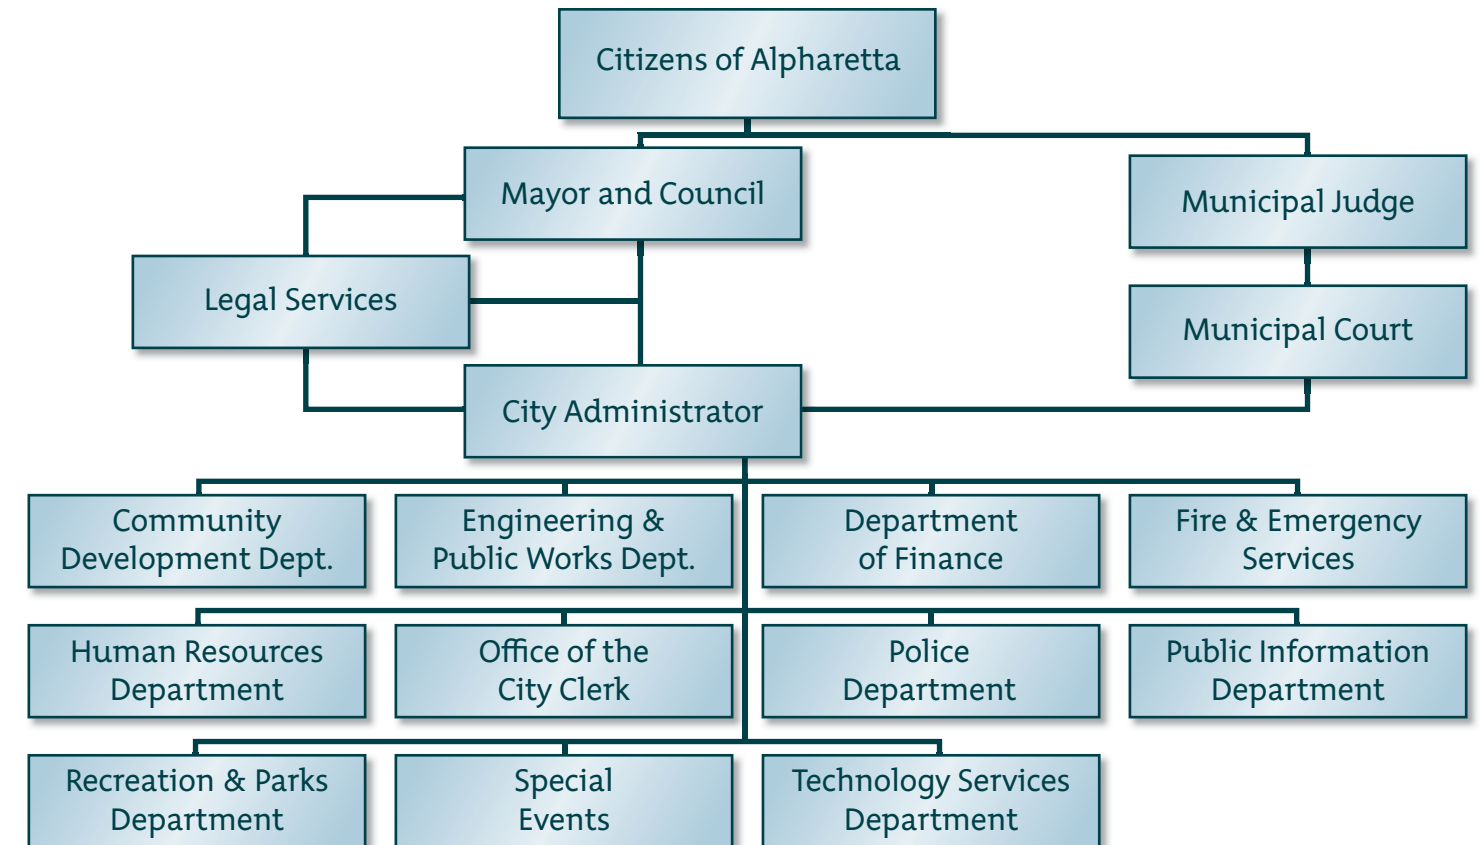 Citizens of Alpharetta
Mayor and Council
Municipal Judge
Legal Services
Municipal Court
City Administrator
Community
Development Dept.
Engineering &
Public Works Dept.
Department
of Finance
Fire & Emergency
Services
Human Resources
Department
Office of the
City Clerk
Police
Department
Public Information
Department
Recreation & Parks
Department
Special
Events
Technology Services
Department